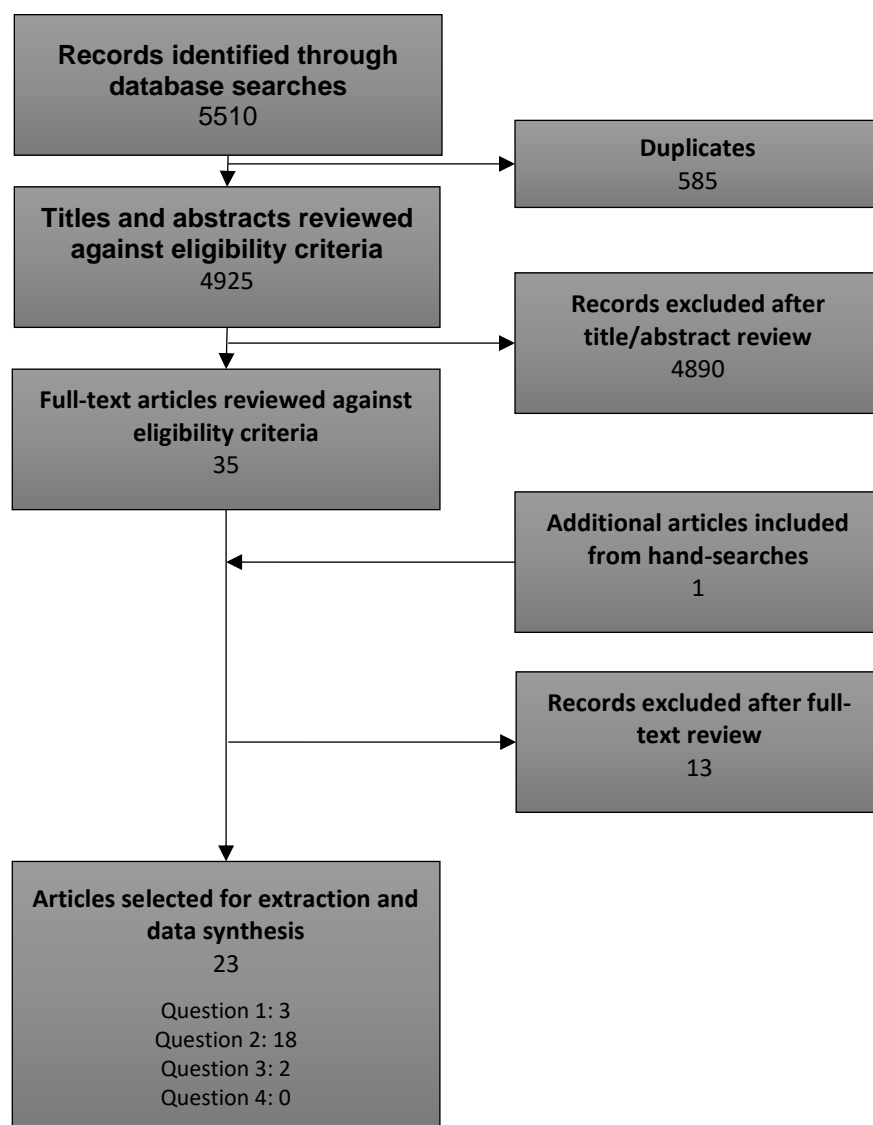 Records identified through
database searches
5510
Duplicates
585
Titles and abstracts reviewed
against eligibility criteria
4925
Records excluded after
title/abstract review
4890
Full-text articles reviewed against
eligibility criteria
35
Additional articles included
from hand-searches
1
Records excluded after full-
text review
13
Articles selected for extraction and
data synthesis
23
Question 1: 3
Question 2: 18
Question 3: 2
Question 4: 0